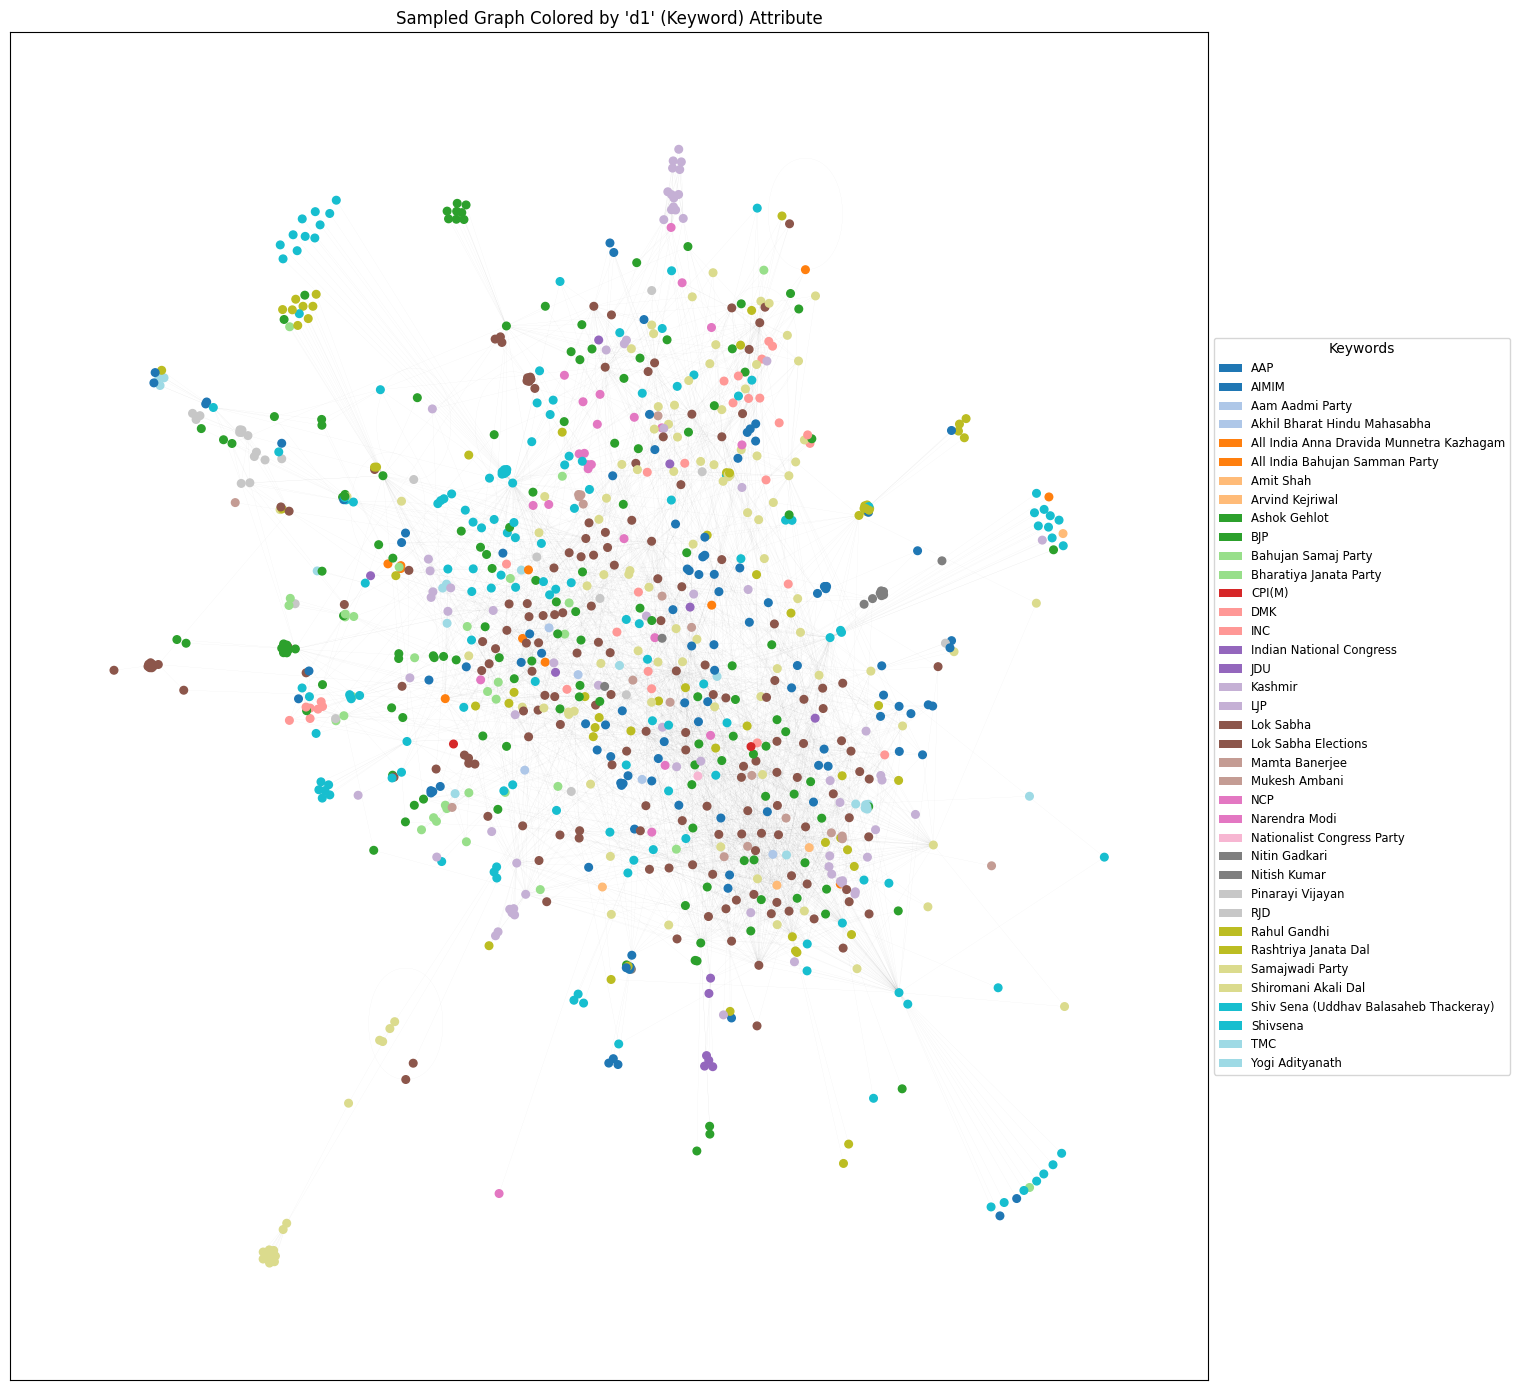 Sampled Graph Colored by 'd1' (Keyword) Attribute
Keywords
AAP
AIMIM
Aam Aadmi Party
Akhil Bharat Hindu Mahasabha
All India Anna Dravida Munnetra Kazhagam
All India Bahujan Samman Party
Amit Shah
Arvind Kejriwal
Ashok Gehlot
BJP
Bahujan Samaj Party
Bharatiya Janata Party
CPI(M)
DMK
INC
Indian National Congress
JDU
Kashmir
LJP
Lok Sabha
Lok Sabha Elections
Mamta Banerjee
Mukesh Ambani
NCP
Narendra Modi
Nationalist Congress Party
Nitin Gadkari
Nitish Kumar
Pinarayi Vijayan
RJD
Rahul Gandhi
Rashtriya Janata Dal
Samajwadi Party
Shiromani Akali Dal
Shiv Sena (Uddhav Balasaheb Thackeray)
Shivsena
TMC
Yogi Adityanath